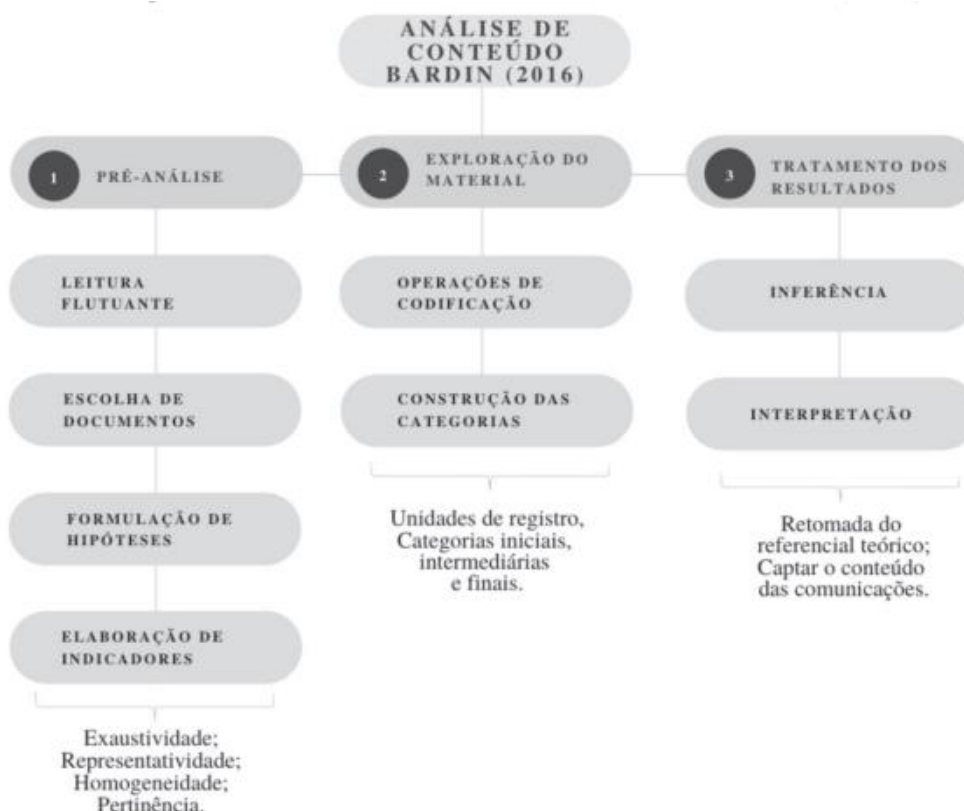 ANÁLISE DE
CONTEÚDO
BARDIN (2016)
1 PRÉ-ANÁLISE
LEITURA
FLUTUANTE
ESCOLHA DE
DOCUMENTOS
FORMULAÇÃO DE
HIPÓTESES
ELABORAÇÃO DE
INDICADORES
Exaustividade;
Representatividade;
Homogeneidade;
Pertinência.
2 EXPLORAÇÃO DO
MATERIAL
OPERAÇÕES DE
CODIFICAÇÃO
CONSTRUÇÃO DAS
CATEGORIAS
Unidades de registro,
Categorias iniciais,
intermediárias
e finais.
3 TRATAMENTO DOS
RESULTADOS
INFERÊNCIA
INTERPRETAÇÃO
Retomada do
referencial teórico;
Captar o conteúdo
das comunicações.